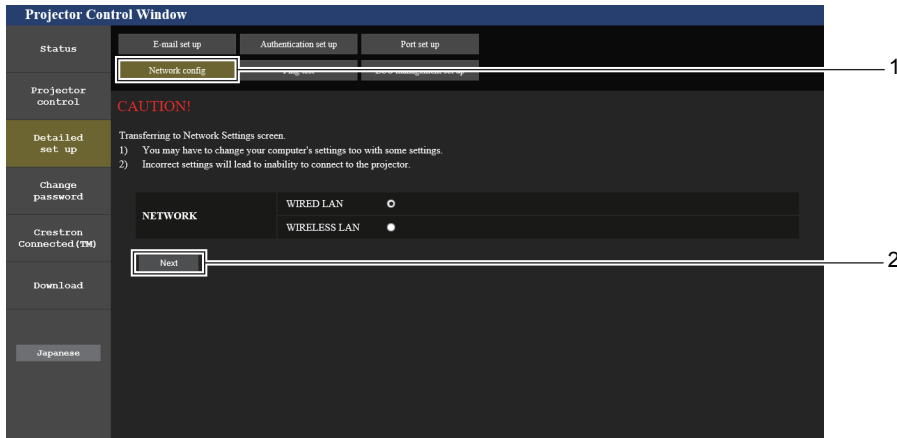 Projector Control Window
Status
E-mail set up
Authentication set up
Port set up
Network config
1
Projector
control
CAUTION!
Detailed
set up
Transferring to Network Settings screen.
1) You may have to change your computer's settings too with some settings.
2) Incorrect settings will lead to inability to connect to the projector.
Change
password
NETWORK
WIRED LAN
WIRELESS LAN
Crestron
Connected(TM)
Next
2
Download
Japanese